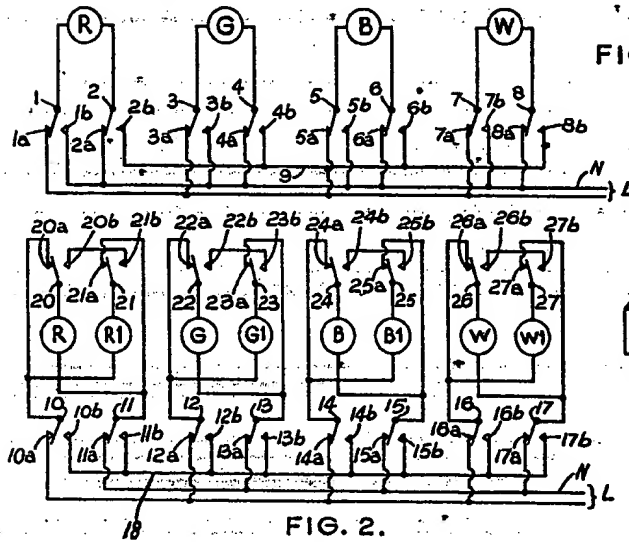 R G B W
FIG
1 2 3 4 5 6 7 8
1a 1b 2a 2b 3a 3b 4a 4b 5a 5b 6a 6b 7a 7b 8a 8b
9 N
L
20a 20b 21b 22a 22b 23b 24a 24b 25b 26a 26b 27b
20 21a 21 22 23a 23 24 25a 25 26 27a 27
R R1 G G1 B B1 W W1
10 10b 11 12 12b 13 14 14b 15 16 16b 17
10a 11a 11b 12a 13a 13b 14a 15a 15b 16a 17a 17b
N
L
18
FIG. 2.